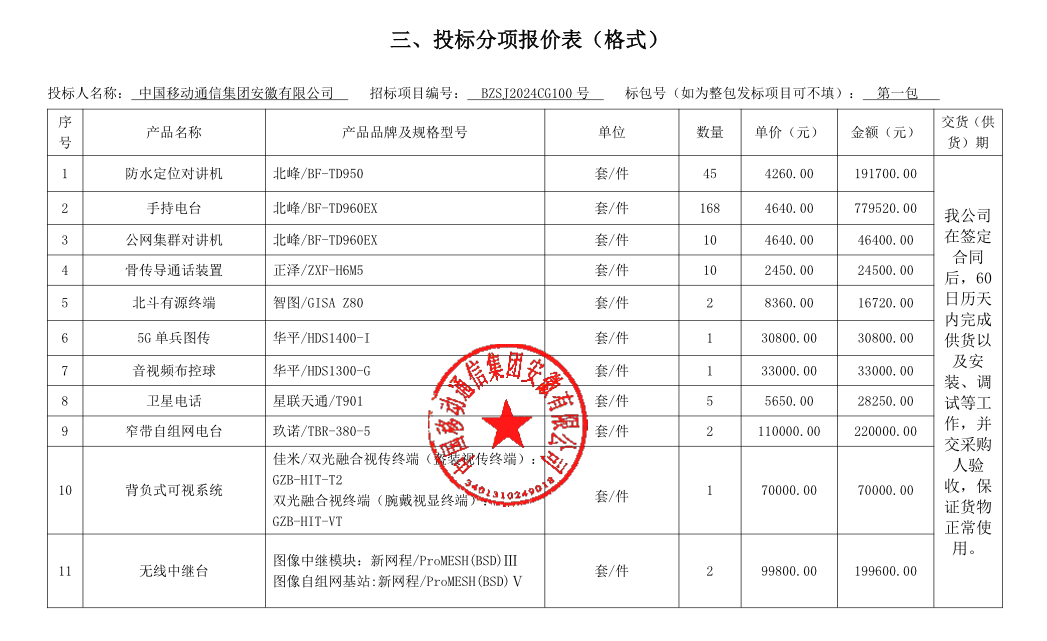 三、投标分项报价表（格式）
投标人名称： 中国移动通信集团安徽有限公司 招标项目编号： BZSJ2024CG100 号 标包号（如为整包发标项目可不填）： 第一包
序号 产品名称 产品品牌及规格型号 单位 数量 单价（元） 金额（元） 交货（供货）期
1 防水定位对讲机 北峰/BF-TD950 套/件 45 4260.00 191700.00
2 手持电台 北峰/BF-TD960EX 套/件 168 4640.00 779520.00
3 公网集群对讲机 北峰/BF-TD960EX 套/件 10 4640.00 46400.00
4 骨传导通话装置 正泽/ZXF-H6M5 套/件 10 2450.00 24500.00
5 北斗有源终端 智图/GISA Z80 套/件 2 8360.00 16720.00
6 5G 单兵图传 华平/HDS1400-I 套/件 1 30800.00 30800.00
7 音视频布控球 华平/HDS1300-G 套/件 1 33000.00 33000.00
8 卫星电话 星联天通/T901 套/件 5 5650.00 28250.00
9 窄带自组网电台 玖诺/TBR-380-5 套/件 2 110000.00 220000.00
10 背负式可视系统 佳米/双光融合视传终端（盔装视传终端）：
GZB-HIT-T2
双光融合视终端（腕戴视显终端）：
GZB-HIT-VT
套/件 1 70000.00 70000.00
11 无线中继台 图像中继模块：新网程/ProMESH(BSD)Ⅲ
图像自组网基站:新网程/ProMESH(BSD)Ⅴ
套/件 2 99800.00 199600.00
我公司
在签定
合同
后，60
日历天
内完成
供货以
及安
装、调
试等工
作，并
交采购
人验
收，保
证货物
正常使
用。
中国移动通信集团安徽有限公司
3401310249018